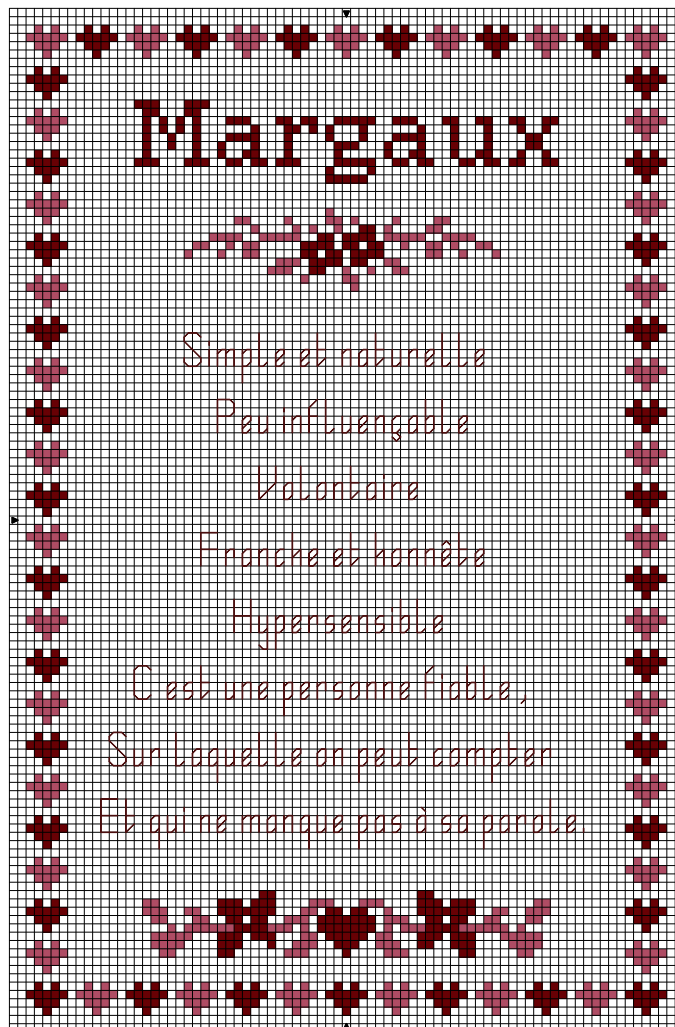 Margaux
Simple et naturelle
Peu influençable
Volontaire
Franche et honnête
Hypersensible
C'est une personne fiable,
Sur laquelle on peut compter
Et qui ne manque pas à sa parole.